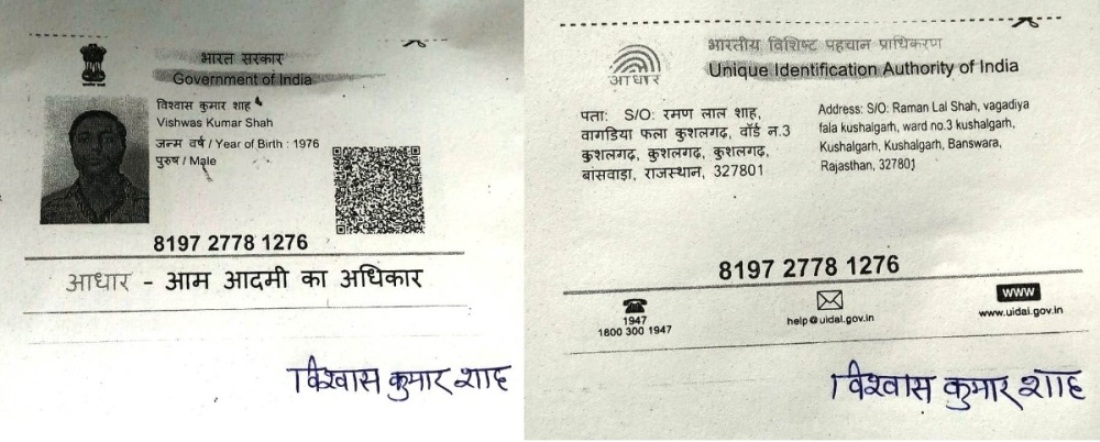 भारत सरकार
Government of India
विश्वास कुमार शाह
Vishwas Kumar Shah
जन्म वर्ष / Year of Birth : 1976
पुरुष / Male
8197 2778 1276
आधार - आम आदमी का अधिकार
विश्वास कुमार शाह
भारतीय विशिष्ट पहचान प्राधिकरण
Unique Identification Authority of India
आधार
पता: S/O: रमण लाल शाह,
वागडिया फला कुशलगढ़, वॉर्ड न.3
कुशलगढ़, कुशलगढ़, कुशलगढ़,
बांसवाड़ा, राजस्थान, 327801
Address: S/O: Raman Lal Shah, vagadiya
fala kushalgarh, ward no.3 kushalgarh,
Kushalgarh, Kushalgarh, Banswara,
Rajasthan, 327801
8197 2778 1276
1947
1800 300 1947
help@uidai.gov.in
www
www.uidai.gov.in
विश्वास कुमार शाह